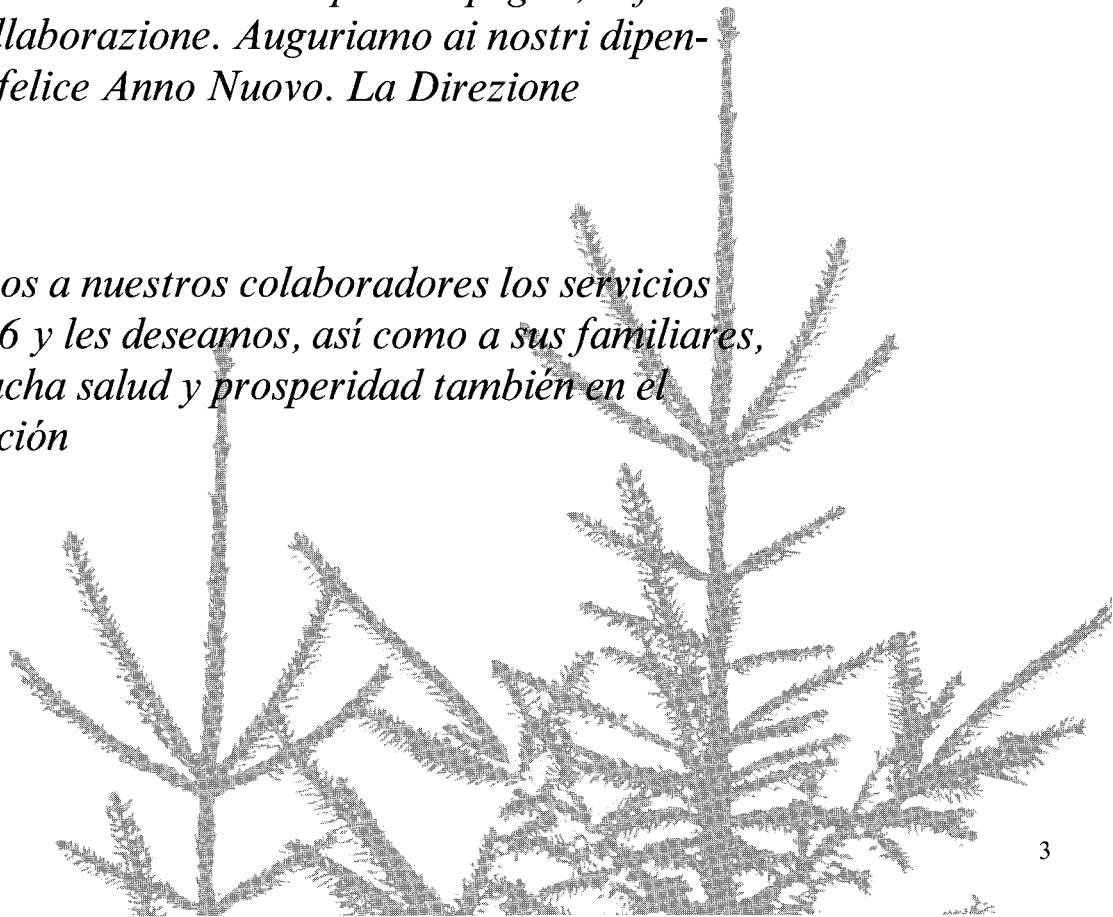 llaborazione. Auguriamo ai nostri dipen-
felice Anno Nuovo. La Direzione
os a nuestros colaboradores los servicios
6 y les deseamos, así como a sus familiares,
cha salud y prosperidad también en el
ción
3